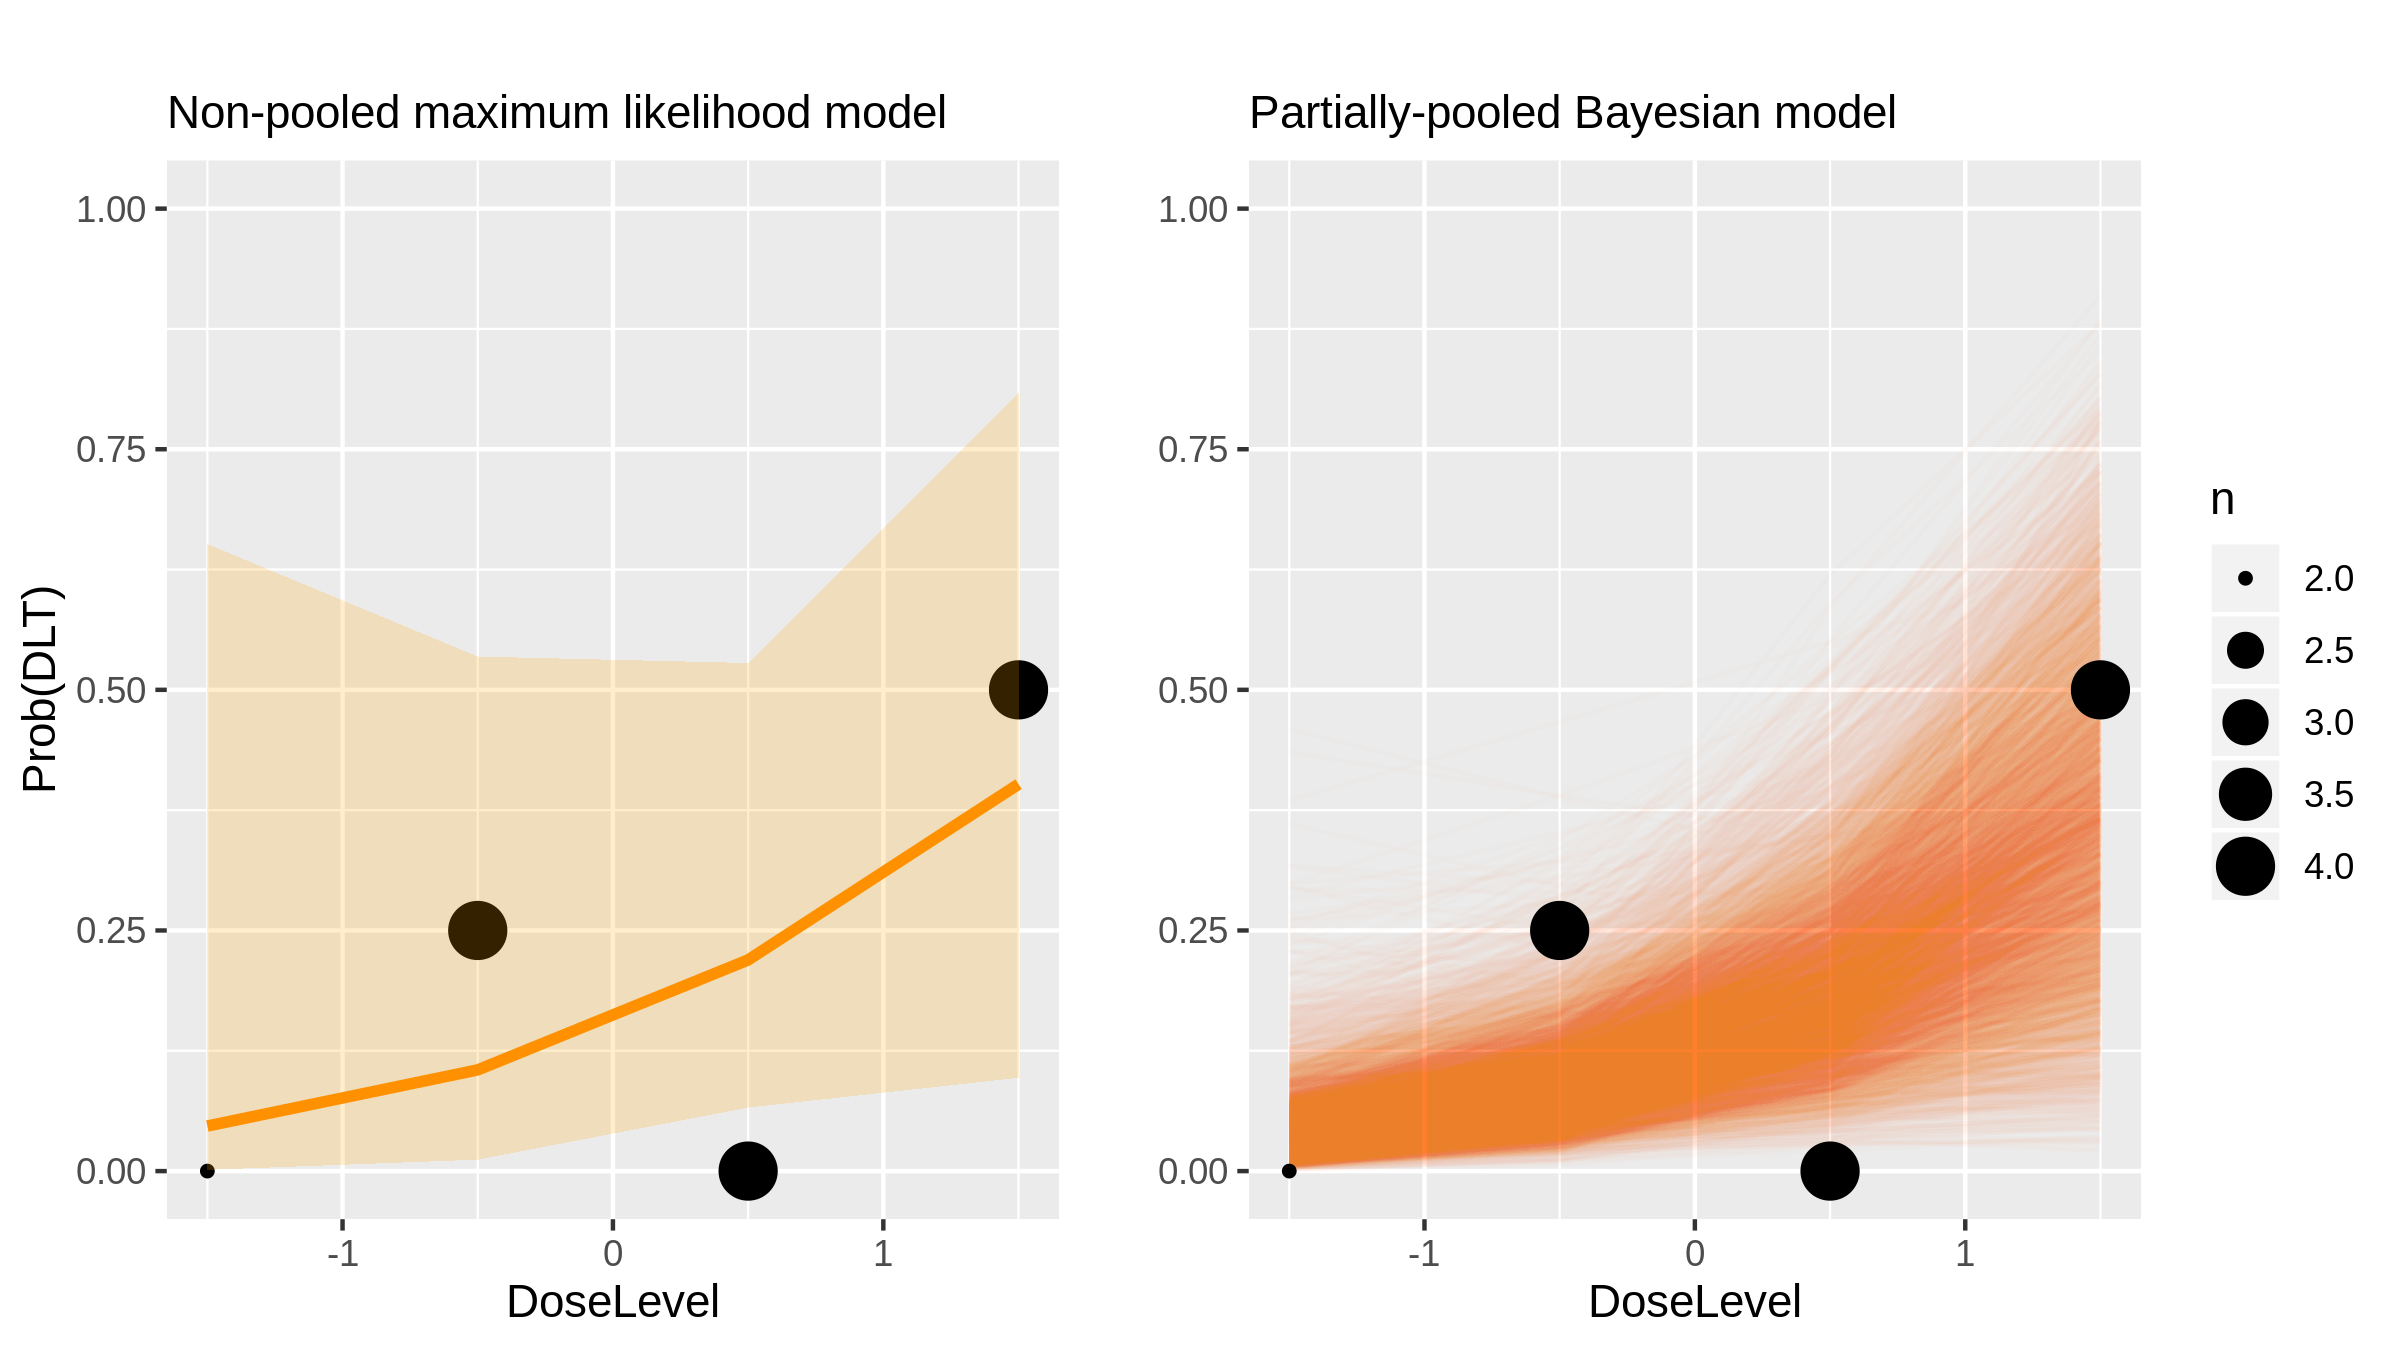 Non-pooled maximum likelihood model
Prob(DLT)
1.00
0.75
0.50
0.25
0.00
-1 0 1
DoseLevel
Partially-pooled Bayesian model
1.00
0.75
0.50
0.25
0.00
-1 0 1
DoseLevel
n
2.0
2.5
3.0
3.5
4.0